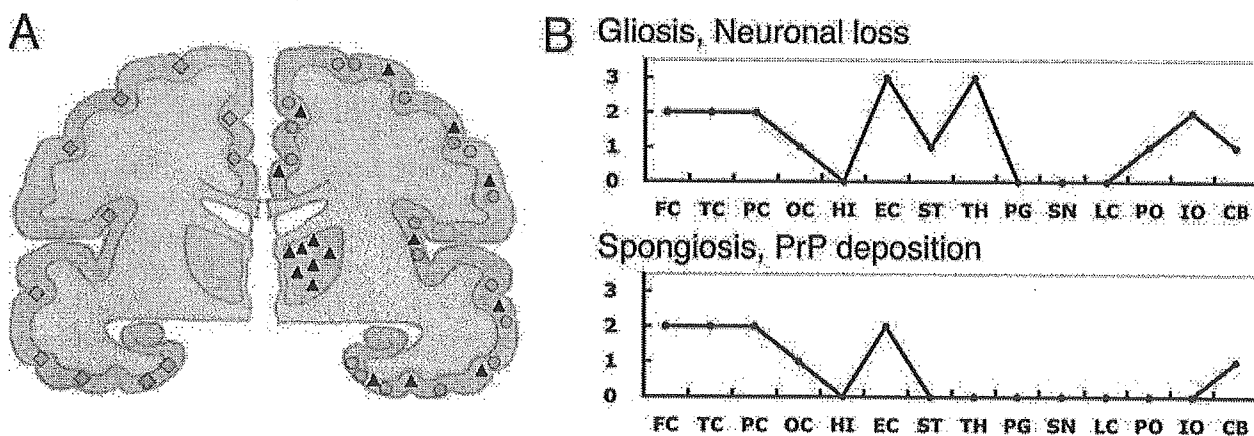 A
B
Gliosis, Neuronal loss
3
2
1
0
FC TC PC OC HI EC ST TH PG SN LC PO IO CB
Spongiosis, PrP deposition
3
2
1
0
FC TC PC OC HI EC ST TH PG SN LC PO IO CB